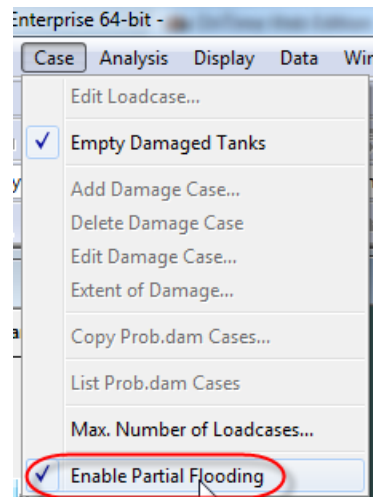 Enterprise 64-bit -
Case Analysis Display Data Win
Edit Loadcase...
Empty Damaged Tanks
Add Damage Case...
Delete Damage Case
Edit Damage Case...
Extent of Damage...
Copy Prob.dam Cases...
List Prob.dam Cases
Max. Number of Loadcases...
Enable Partial Flooding